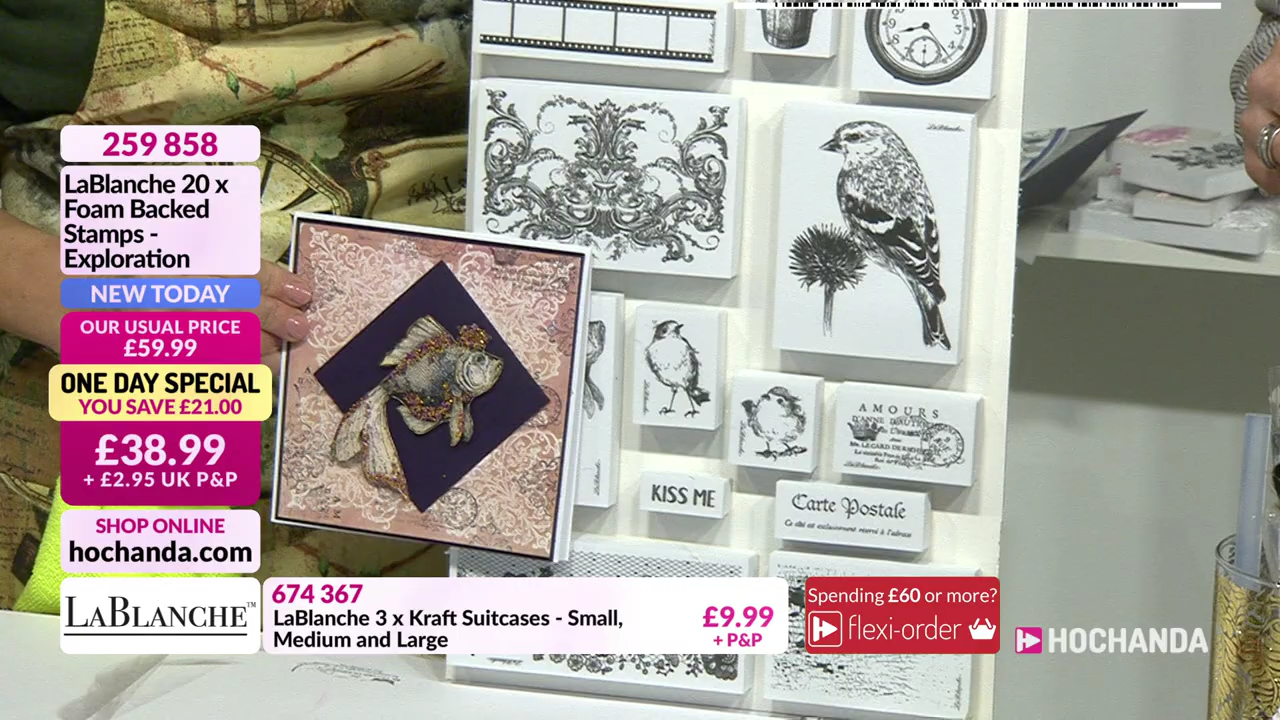 259 858
LaBlanche 20 x
Foam Backed
Stamps -
Exploration
NEW TODAY
OUR USUAL PRICE
£59.99
ONE DAY SPECIAL
YOU SAVE £21.00
£38.99
+ £2.95 UK P&P
SHOP ONLINE
hochanda.com
LABLANCHE™
674 367
LaBlanche 3 x Kraft Suitcases - Small,
Medium and Large
£9.99
+ P&P
Spending £60 or more?
flexi-order
HOCHANDA
AMOURS
KISS ME
Carte Postale